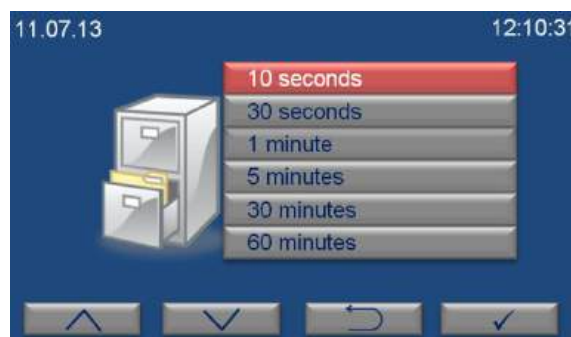 11.07.13 12:10:31
10 seconds
30 seconds
1 minute
5 minutes
30 minutes
60 minutes